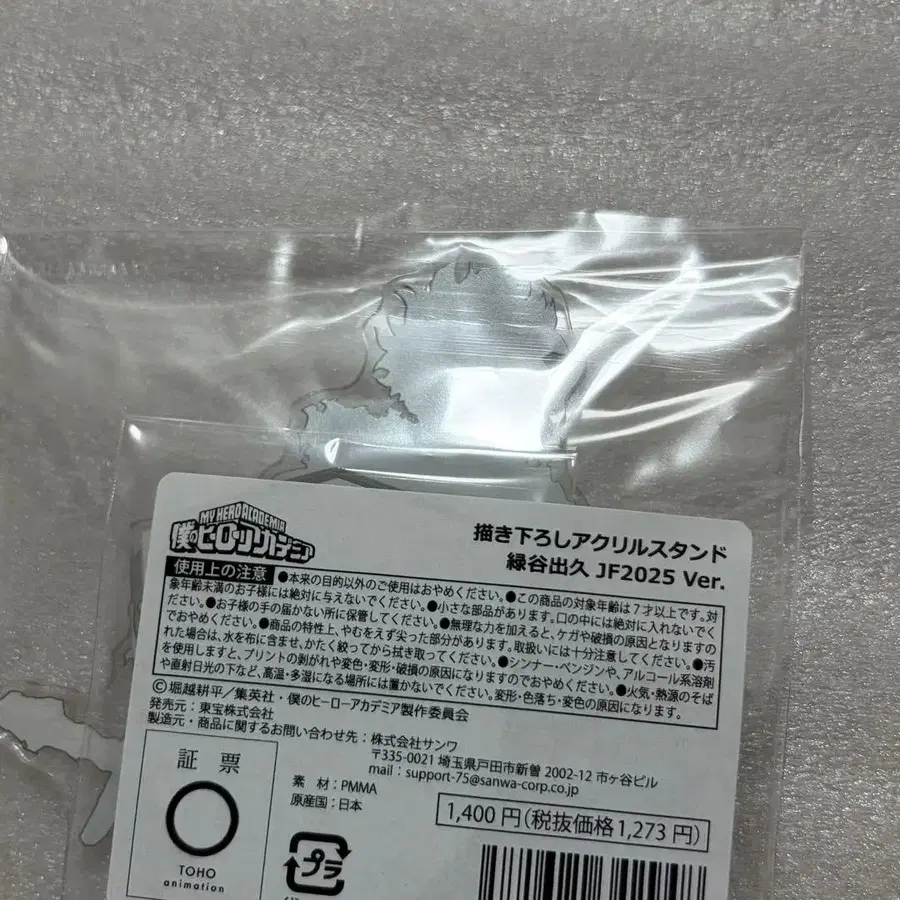 MY HERO ACADEMIA
僕のヒーローアカデミア
描き下ろしアクリルスタンド
緑谷出久 JF2025 Ver.
使用上の注意 ●本来の目的以外のご使用はおやめください。●この商品の対象年齢は7才以上です。対
象年齢未満のお子様には絶対に与えないでください。●小さな部品があります。口の中には絶対に入れないでく
ださい。●お子様の手の届かない所に保管してください。●無理な力を加えると、ケガや破損の原因となりますの
でおやめください。●商品の特性上、やむをえず尖った部分があります。取扱いには十分注意してください。●汚
れた場合は、水を布に含ませ、かたく絞ってから拭き取ってください。●シンナー・ベンジンや、アルコール系溶剤
を使用しますと、プリントの剥がれや変色・変形・破損の原因になりますのでおやめください。●火気・熱源のそば
や直射日光の下など、高温・多湿になる場所には置かないでください。変形・色落ち・変色の原因になります。
©堀越耕平／集英社・僕のヒーローアカデミア製作委員会
発売元：東宝株式会社
製造元・商品に関するお問い合わせ先：株式会社サンワ
〒335-0021 埼玉県戸田市新曽 2002-12 市ヶ谷ビル
mail：support-75@sanwa-corp.co.jp
証票
TOHO
animation
素 材：PMMA
原産国：日本
プラ
1,400円(税抜価格1,273円)